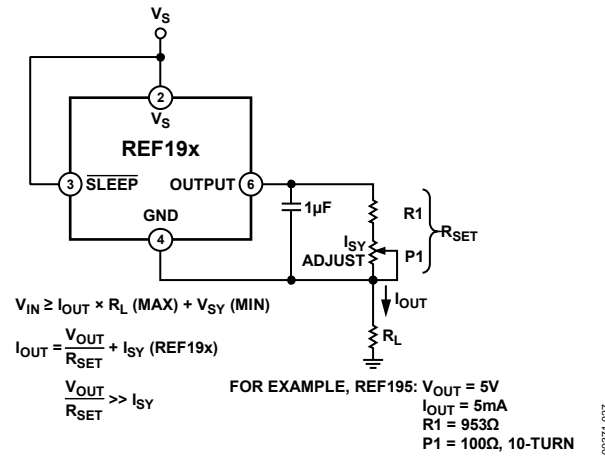 VS
2
VS
REF19x
3
SLEEP
OUTPUT
6
GND
4
1µF
R1
ISY
ADJUST
P1
RSET
IOUT
RL
VIN ≥ IOUT × RL (MAX) + VSY (MIN)
IOUT = VOUT / RSET + ISY (REF19x)
VOUT / RSET >> ISY
FOR EXAMPLE, REF195: VOUT = 5V
IOUT = 5mA
R1 = 953Ω
P1 = 100Ω, 10-TURN